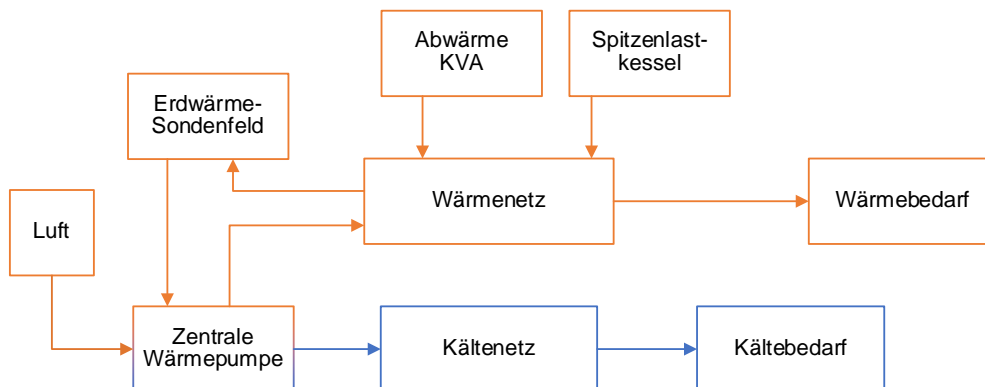 Abwärme
KVA
Spitzenlast-
kessel
Erdwärme-
Sondenfeld
Wärmenetz
Wärmebedarf
Luft
Zentrale
Wärmepumpe
Kältenetz
Kältebedarf